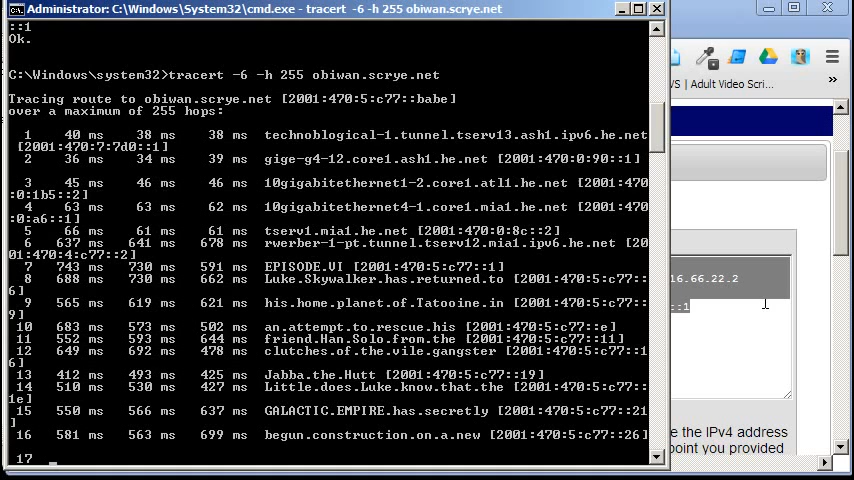 Administrator: C:\Windows\System32\cmd.exe - tracert -6 -h 255 obiwan.scrye.net
::1
Ok.
C:\Windows\system32>tracert -6 -h 255 obiwan.scrye.net
Tracing route to obiwan.scrye.net [2001:470:5:c77::babe]
over a maximum of 255 hops:
1 40 ms 38 ms 38 ms technoblogical-1.tunnel.tserv13.ash1.ipv6.he.net
[2001:470:7:7d0::1]
2 36 ms 34 ms 39 ms gige-g4-12.core1.ash1.he.net [2001:470:0:90::1]
3 45 ms 46 ms 46 ms 10gigabitethernet1-2.core1.atl1.he.net [2001:470
:0:1b5::2]
4 63 ms 63 ms 62 ms 10gigabitethernet4-1.core1.mia1.he.net [2001:470
:0:a6::1]
5 66 ms 61 ms 61 ms tserv1.mia1.he.net [2001:470:0:8c::2]
6 637 ms 641 ms 678 ms rwerber-1-pt.tunnel.tserv12.mia1.ipv6.he.net [20
01:470:4:c77::2]
7 743 ms 730 ms 591 ms EPISODE.VI [2001:470:5:c77::1]
8 688 ms 730 ms 662 ms Luke.Skywalker.has.returned.to [2001:470:5:c77::
6]
9 565 ms 619 ms 621 ms his.home.planet.of.Tatooine.in [2001:470:5:c77::
9]
10 683 ms 573 ms 502 ms an.attempt.to.rescue.his [2001:470:5:c77::e]
11 552 ms 593 ms 644 ms friend.Han.Solo.from.the [2001:470:5:c77::11]
12 649 ms 692 ms 478 ms clutches.of.the.vile.gangster [2001:470:5:c77::1
6]
13 412 ms 493 ms 425 ms Jabba.the.Hutt [2001:470:5:c77::19]
14 510 ms 530 ms 427 ms Little.does.Luke.know.that.the [2001:470:5:c77::
1e]
15 550 ms 566 ms 637 ms GALACTIC.EMPIRE.has.secretly [2001:470:5:c77::21
]
16 581 ms 563 ms 699 ms begun.construction.on.a.new [2001:470:5:c77::26]
17
VS | Adult Video Scri...
16.66.22.2
::1
e the IPv4 address
point you provided